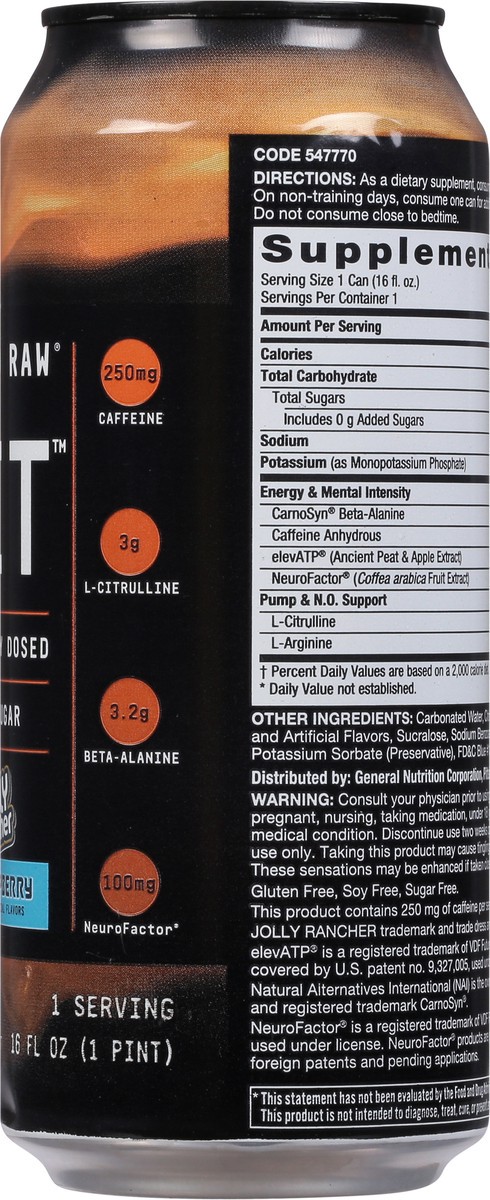 RAW®
T™
DOSED
250mg
CAFFEINE
3g
L-CITRULLINE
3.2g
BETA-ALANINE
100mg
NeuroFactor*
1 SERVING
16 FL OZ (1 PINT)
CODE 547770
DIRECTIONS: As a dietary supplement,
On non-training days, consume one can for
Do not consume close to bedtime.
Supplement
Serving Size 1 Can (16 fl. oz.)
Servings Per Container 1
Amount Per Serving
Calories
Total Carbohydrate
Total Sugars
Includes 0 g Added Sugars
Sodium
Potassium (as Monopotassium Phosphate)
Energy & Mental Intensity
CarnoSyn® Beta-Alanine
Caffeine Anhydrous
elevATP® (Ancient Peat & Apple Extract)
NeuroFactor® (Coffea arabica Fruit Extract)
Pump & N.O. Support
L-Citrulline
L-Arginine
† Percent Daily Values are based on a 2,000 calorie
* Daily Value not established.
OTHER INGREDIENTS: Carbonated Water,
and Artificial Flavors, Sucralose, Sodium
Potassium Sorbate (Preservative), FD&C Blue
Distributed by: General Nutrition Corporation,
WARNING: Consult your physician prior to
pregnant, nursing, taking medication, under
medical condition. Discontinue use two weeks
use only. Taking this product may cause
These sensations may be enhanced if taken
Gluten Free, Soy Free, Sugar Free.
This product contains 250 mg of caffeine per
JOLLY RANCHER trademark and trade dress
elevATP® is a registered trademark of VDF
covered by U.S. patent no. 9,327,005, used
Natural Alternatives International (NAI) is the
and registered trademark CarnoSyn®.
NeuroFactor® is a registered trademark of VDF
used under license. NeuroFactor® products are
foreign patents and pending applications.
* This statement has not been evaluated by the Food and Drug
This product is not intended to diagnose, treat, cure, or